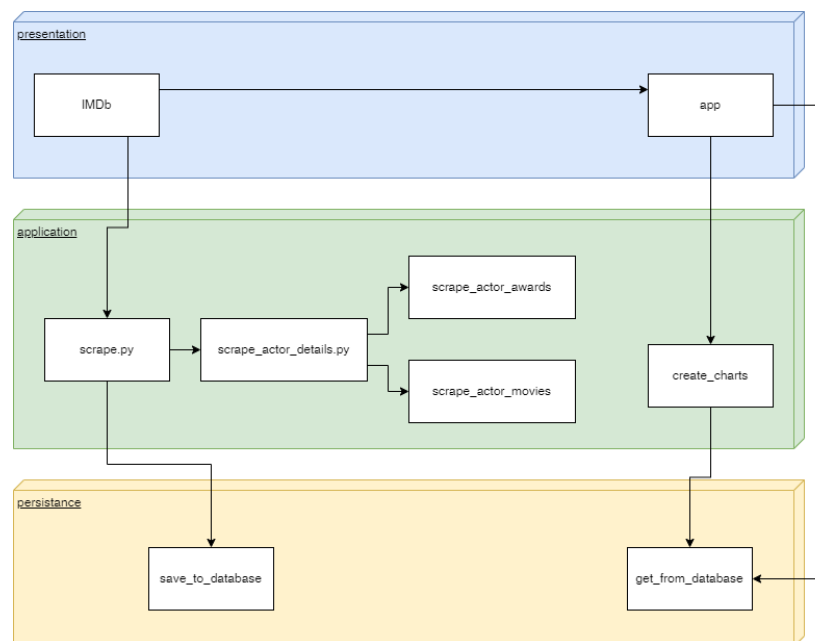 presentation
IMDb
app
application
scrape_actor_awards
scrape.py
scrape_actor_details.py
create_charts
scrape_actor_movies
persistance
save_to_database
get_from_database